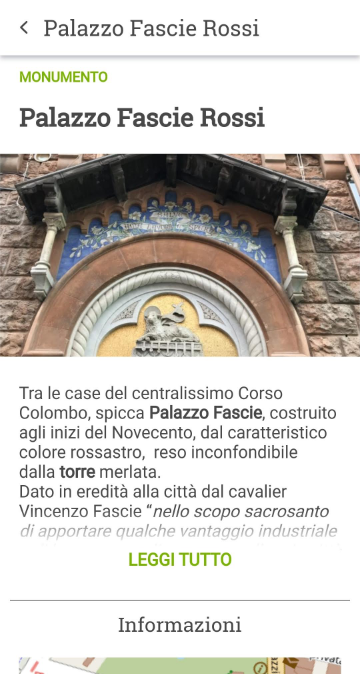 Palazzo Fascie Rossi
MONUMENTO
Palazzo Fascie Rossi
Tra le case del centralissimo Corso
Colombo, spicca Palazzo Fascie, costruito
agli inizi del Novecento, dal caratteristico
colore rossastro,  reso inconfondibile
dalla torre merlata.
Dato in eredità alla città dal cavalier
Vincenzo Fascie “nello scopo sacrosanto
di apportare qualche vantaggio industriale
LEGGI TUTTO
Informazioni